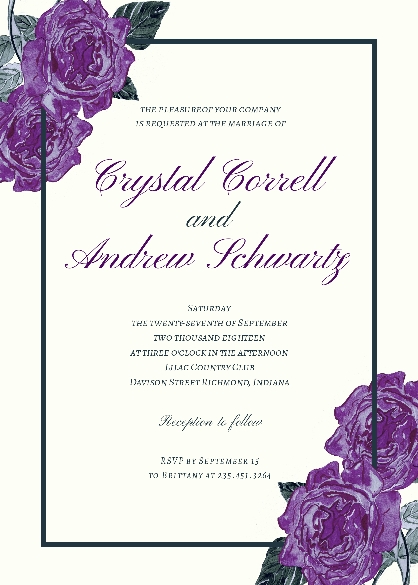 THE PLEASURE OF YOUR COMPANY
IS REQUESTED AT THE MARRIAGE OF
Crystal Correll
and
Andrew Schwartz
SATURDAY
THE TWENTY-SEVENTH OF SEPTEMBER
TWO THOUSAND EIGHTEEN
AT THREE O'CLOCK IN THE AFTERNOON
LILAC COUNTRY CLUB
DAVISON STREET RICHMOND, INDIANA
Reception to follow
RSVP BY SEPTEMBER 15
TO BRITTANY AT 235.451.3264